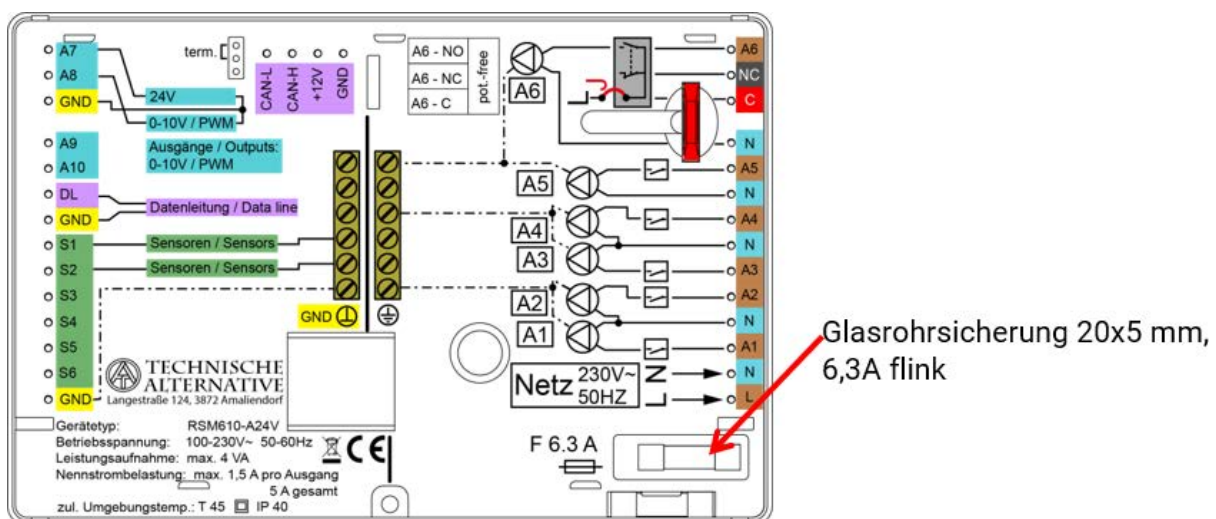 A7
A8
GND
24V
0-10V / PWM
A9
A10
Ausgänge / Outputs:
0-10V / PWM
DL
GND
Datenleitung / Data line
S1
Sensoren / Sensors
S2
Sensoren / Sensors
S3
S4
S5
S6
GND
term.
CAN-L
CAN-H
+12V
GND
GND
A6 - NO
A6 - NC
A6 - C
pot.-free
A6
A5
A4
A3
A2
A1
A6
NC
C
N
A5
N
A4
N
A3
A2
N
A1
N
L
L
Netz 230V~
50HZ
N
L
TECHNISCHE
ALTERNATIVE
Langestraße 124, 3872 Amaliendorf
Gerätetyp: RSM610-A24V
Betriebsspannung: 100-230V~ 50-60Hz
Leistungsaufnahme: max. 4 VA
Nennstrombelastung: max. 1,5 A pro Ausgang
5 A gesamt
zul. Umgebungstemp.: T 45 IP 40
CE
F 6.3 A
Glasrohrsicherung 20x5 mm,
6,3A flink